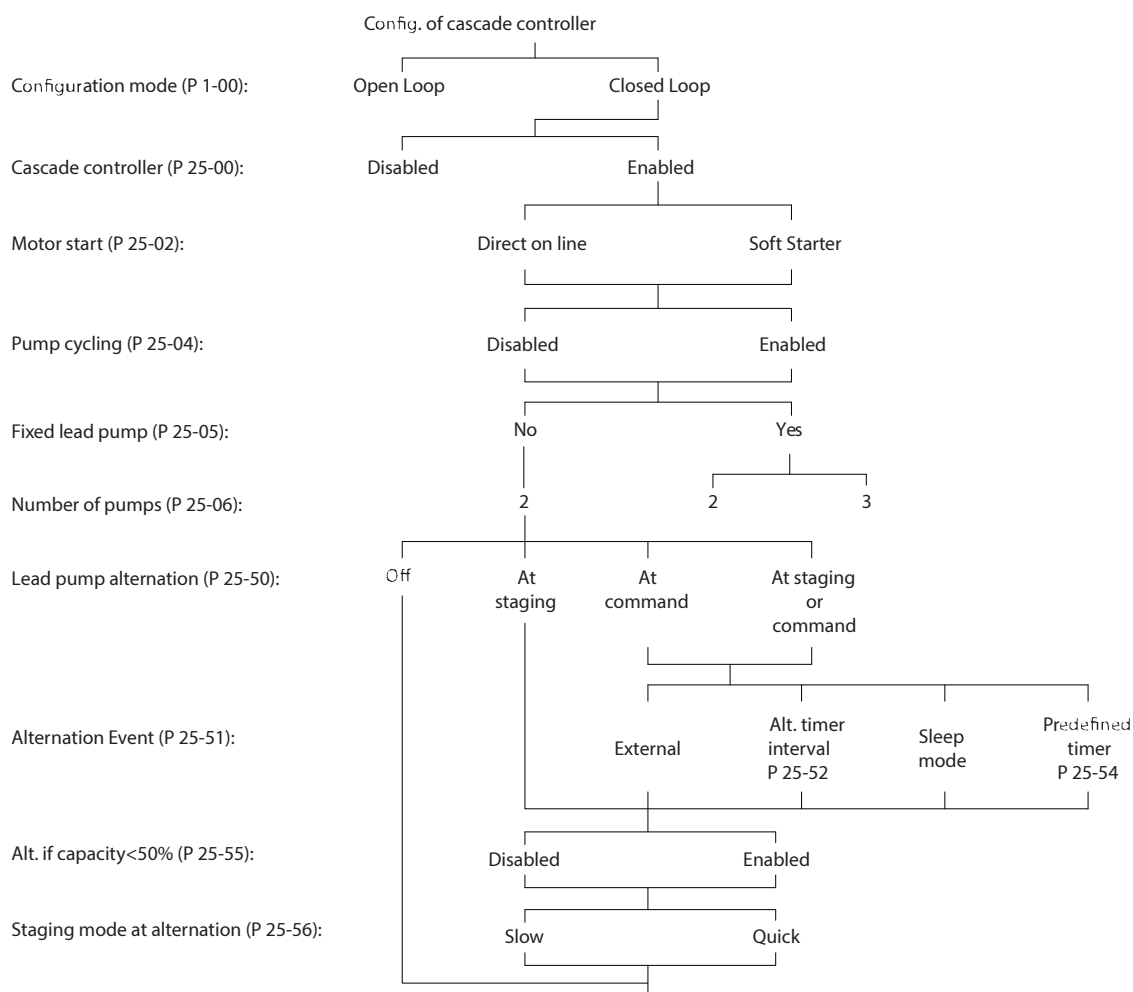 Config. of cascade controller
Configuration mode (P 1-00): Open Loop Closed Loop
Cascade controller (P 25-00): Disabled Enabled
Motor start (P 25-02): Direct on line Soft Starter
Pump cycling (P 25-04): Disabled Enabled
Fixed lead pump (P 25-05): No Yes
Number of pumps (P 25-06): 2 2 3
Lead pump alternation (P 25-50): Off
At
staging
At
command
At staging
or
command
Alternation Event (P 25-51):
External
Alt. timer
interval
P 25-52
Sleep
mode
Predefined
timer
P 25-54
Alt. if capacity<50% (P 25-55): Disabled Enabled
Staging mode at alternation (P 25-56): Slow Quick